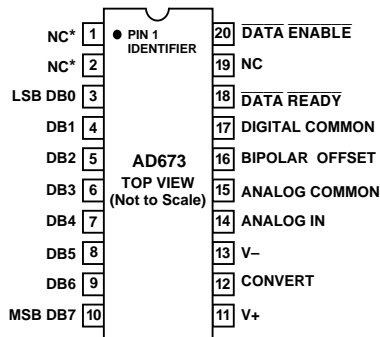 NC* 1 ● PIN 1 IDENTIFIER 20 DATA ENABLE
NC* 2 19 NC
LSB DB0 3 18 DATA READY
DB1 4 17 DIGITAL COMMON
DB2 5 AD673 16 BIPOLAR OFFSET
DB3 6 TOP VIEW 15 ANALOG COMMON
DB4 7 (Not to Scale) 14 ANALOG IN
DB5 8 13 V–
DB6 9 12 CONVERT
MSB DB7 10 11 V+